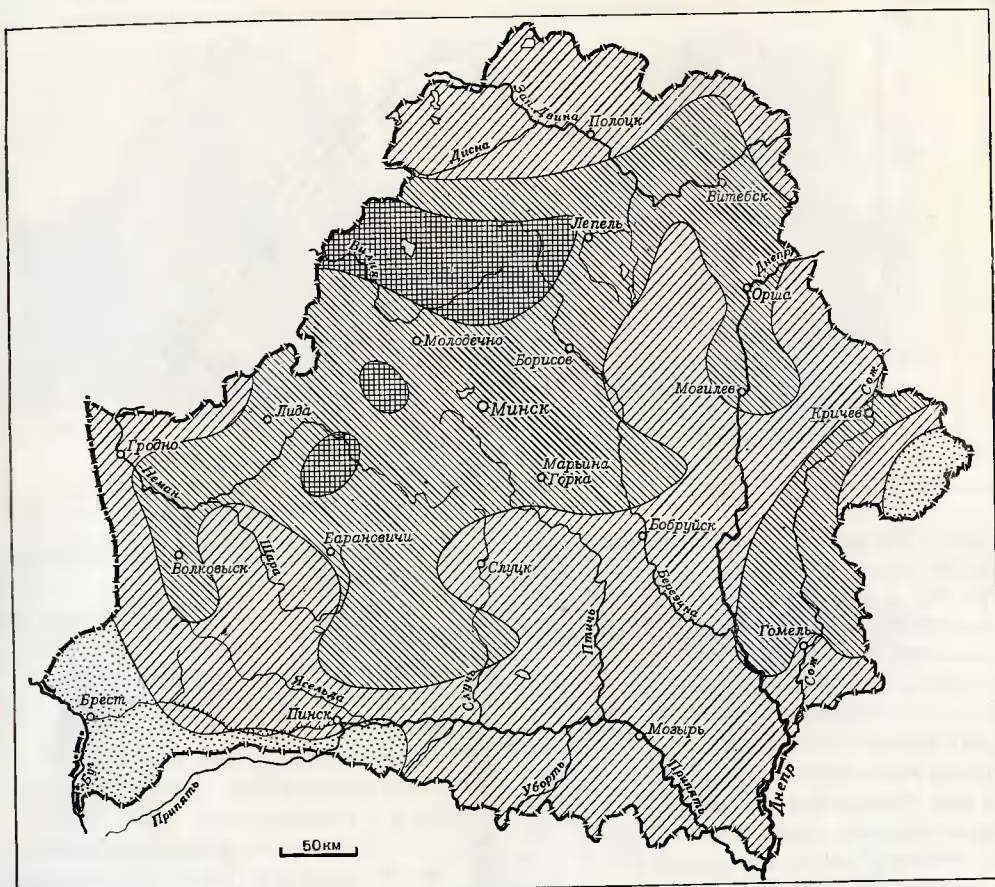 Зап. Двина
Полоцк
Дисна
Витебск
Лепель
Вилия
Днепр
Орша
Молодечно
Борисов
Сож
Могилев
Минск
Кричев
Лида
Гродно
Марьина
Горка
Неман
Бобруйск
Барановичи
Щара
Волковыск
Слуцк
Березина
Птичь
Гомель
Сож
Ясельда
Случь
Брест
Пинск
Мозырь
Буг
Уборть
Припять
Припять
Днепр
50км